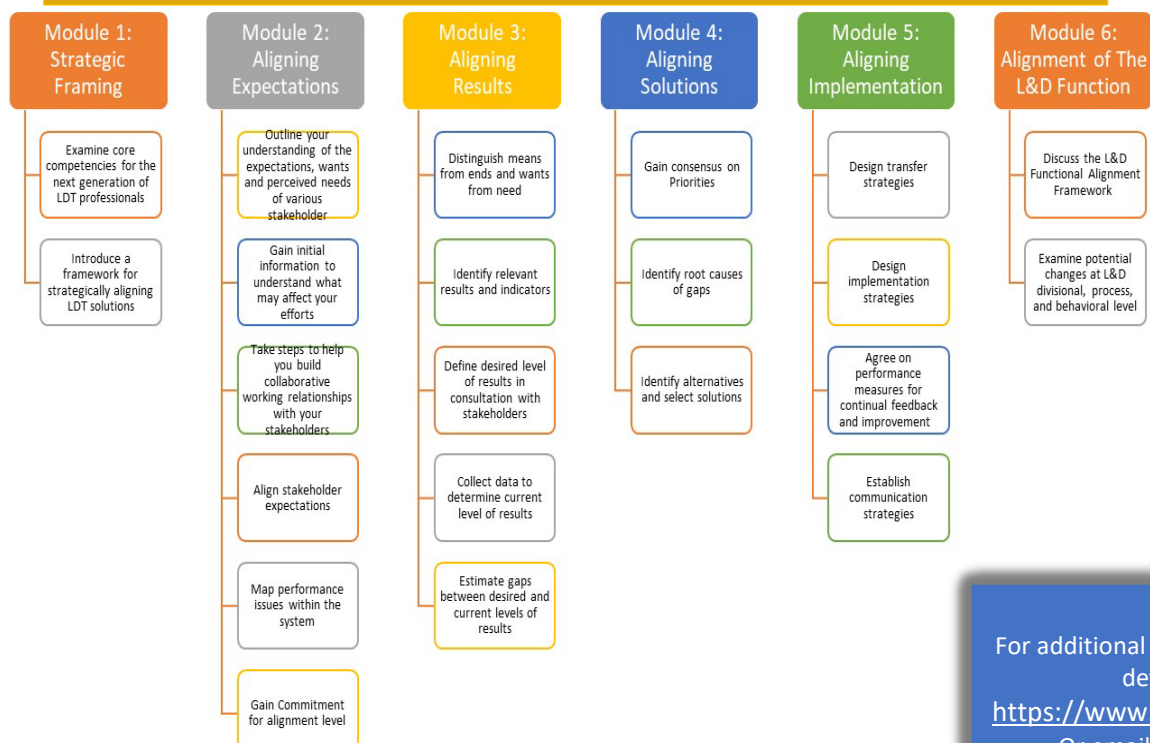 Module 1:
Strategic
Framing
Examine core
competencies for the
next generation of
LDT professionals
Introduce a
framework for
strategically aligning
LDT solutions
Module 2:
Aligning
Expectations
Outline your
understanding of the
expectations, wants
and perceived needs
of various
stakeholder
Gain initial
information to
understand what
may affect your
efforts
Take steps to help
you build
collaborative
working relationships
with your
stakeholders
Align stakeholder
expectations
Map performance
issues within the
system
Gain Commitment
for alignment level
Module 3:
Aligning
Results
Distinguish means
from ends and wants
from need
Identify relevant
results and indicators
Define desired level
of results in
consultation with
stakeholders
Collect data to
determine current
level of results
Estimate gaps
between desired and
current levels of
results
Module 4:
Aligning
Solutions
Gain consensus on
Priorities
Identify root causes
of gaps
Identify alternatives
and select solutions
Module 5:
Aligning
Implementation
Design transfer
strategies
Design
implementation
strategies
Agree on
performance
measures for
continual feedback
and improvement
Establish
communication
strategies
Module 6:
Alignment of The
L&D Function
Discuss the L&D
Functional Alignment
Framework
Examine potential
changes at L&D
divisional, process,
and behavioral level
For additional
https://www.
Or email